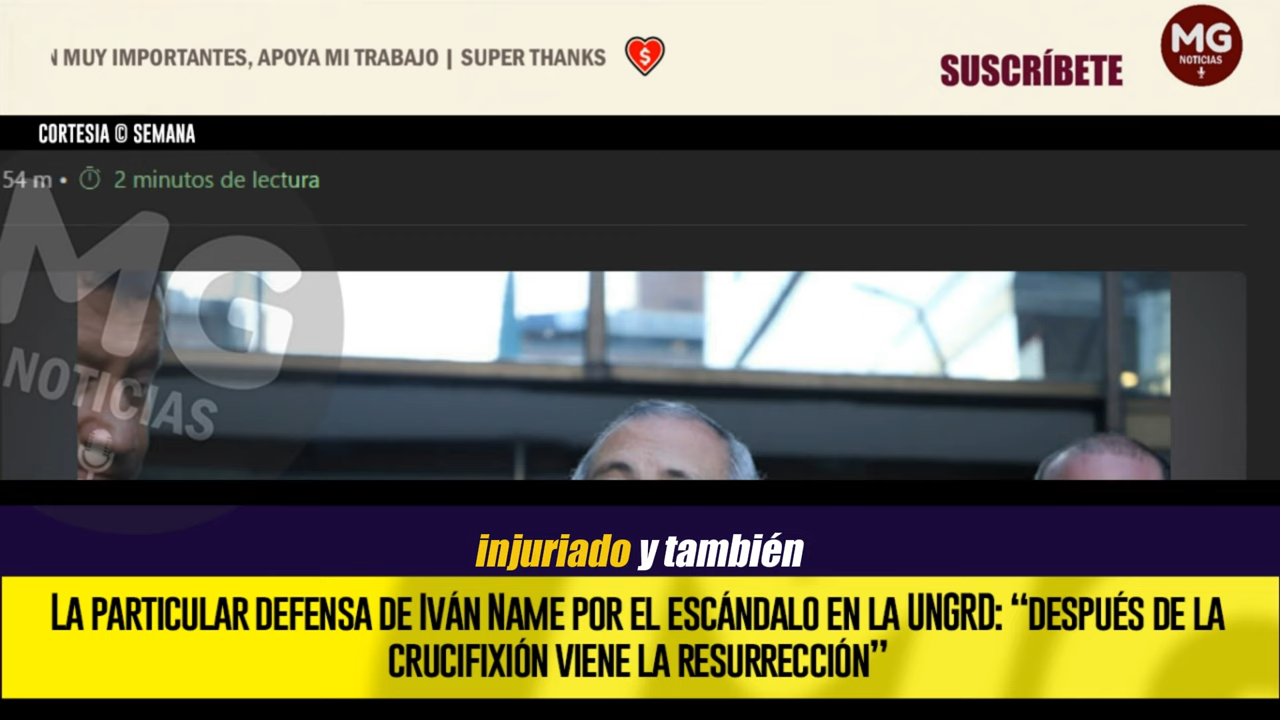 N MUY IMPORTANTES, APOYA MI TRABAJO | SUPER THANKS
SUSCRÍBETE
MG
NOTICIAS
CORTESIA © SEMANA
54 m • 2 minutos de lectura
MG
NOTICIAS
injuriado y también
LA PARTICULAR DEFENSA DE IVÁN NAME POR EL ESCÁNDALO EN LA UNGRD: “DESPUÉS DE LA
CRUCIFIXIÓN VIENE LA RESURRECCIÓN”